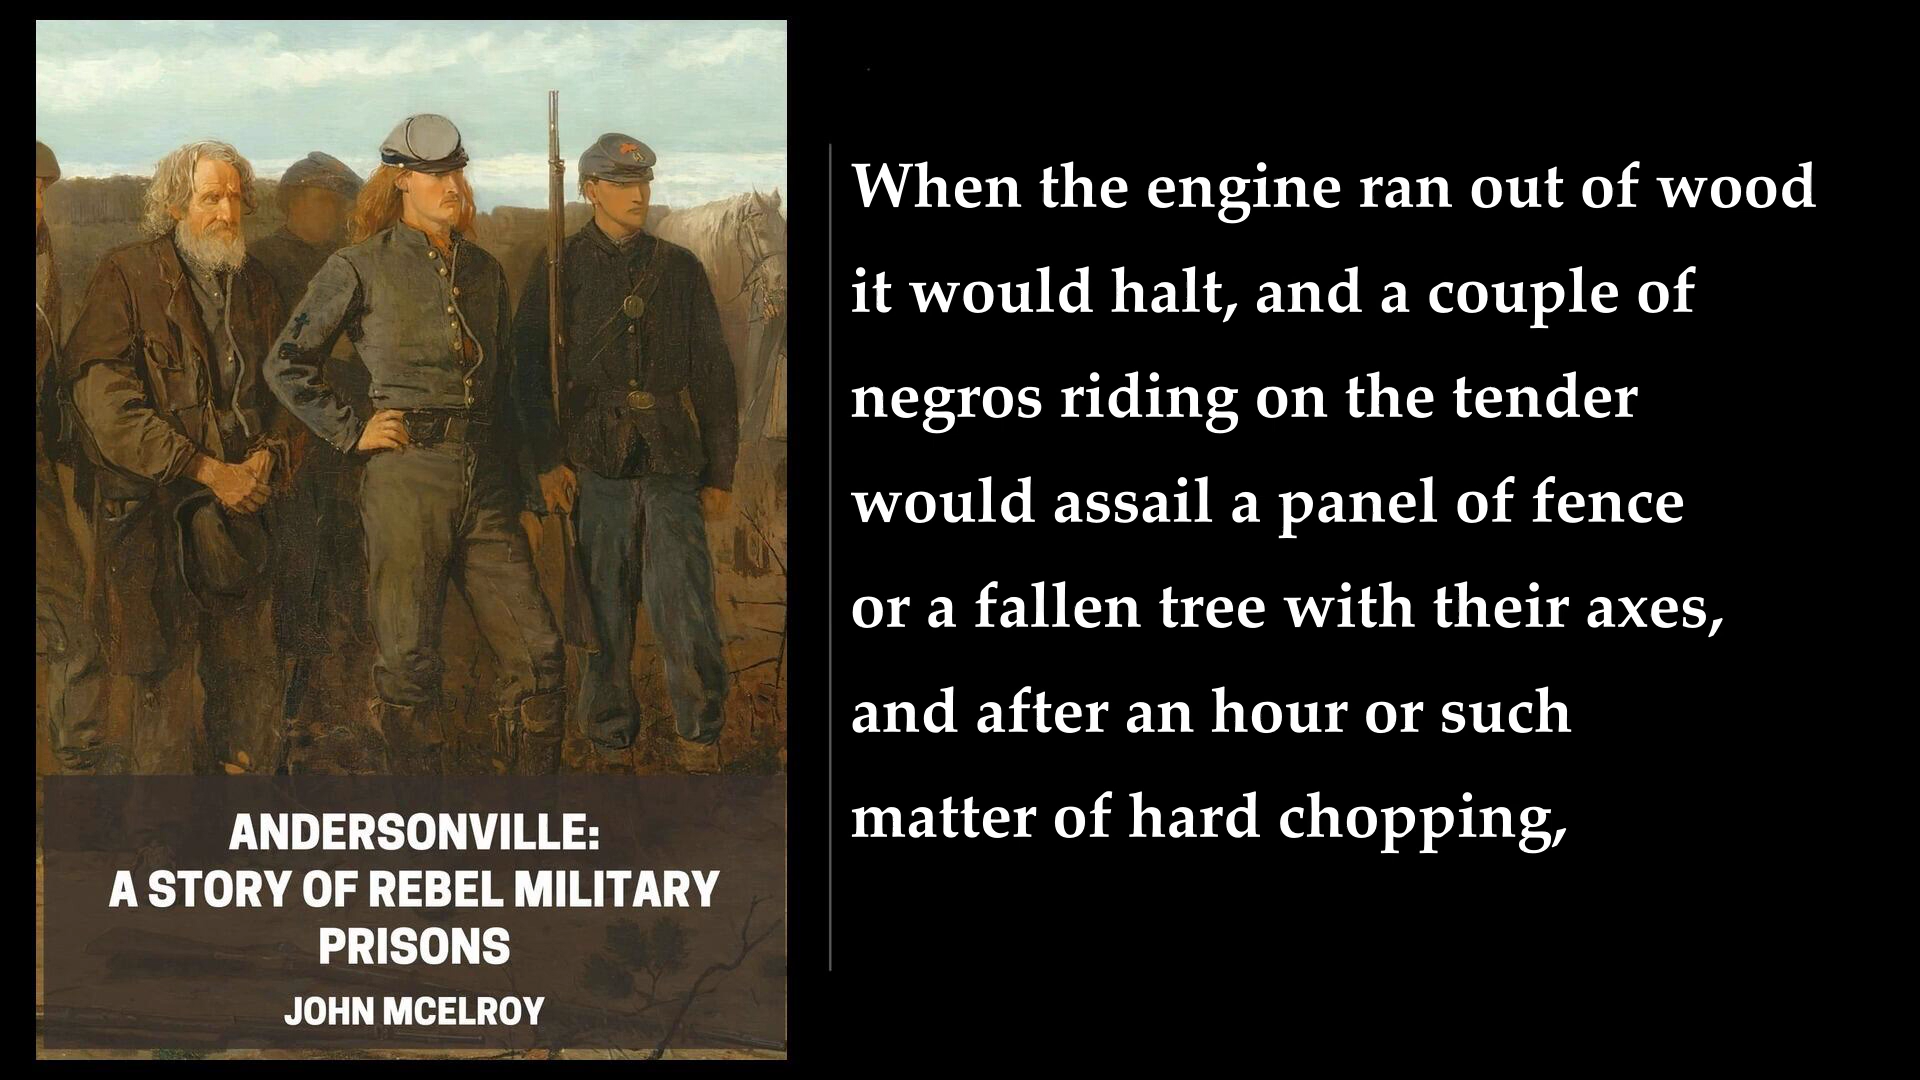 ANDERSONVILLE:
A STORY OF REBEL MILITARY
PRISONS
JOHN MCELROY
When the engine ran out of wood
it would halt, and a couple of
negros riding on the tender
would assail a panel of fence
or a fallen tree with their axes,
and after an hour or such
matter of hard chopping,